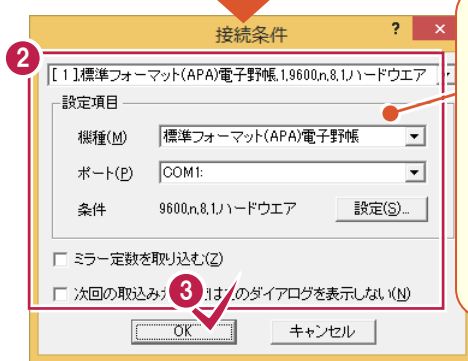 接続条件 ? ×
2
[ 1 ],標準フォーマット(APA)電子野帳,1,9600,n,8,1,ハードウエア
設定項目
機種(M) 標準フォーマット(APA)電子野帳
ポート(P) COM1:
条件 9600,n,8,1,ハードウエア 設定(S)...
ミラー定数を取り込む(Z)
次回の取込み
3
のダイアログを表示しない(N)
OK キャンセル